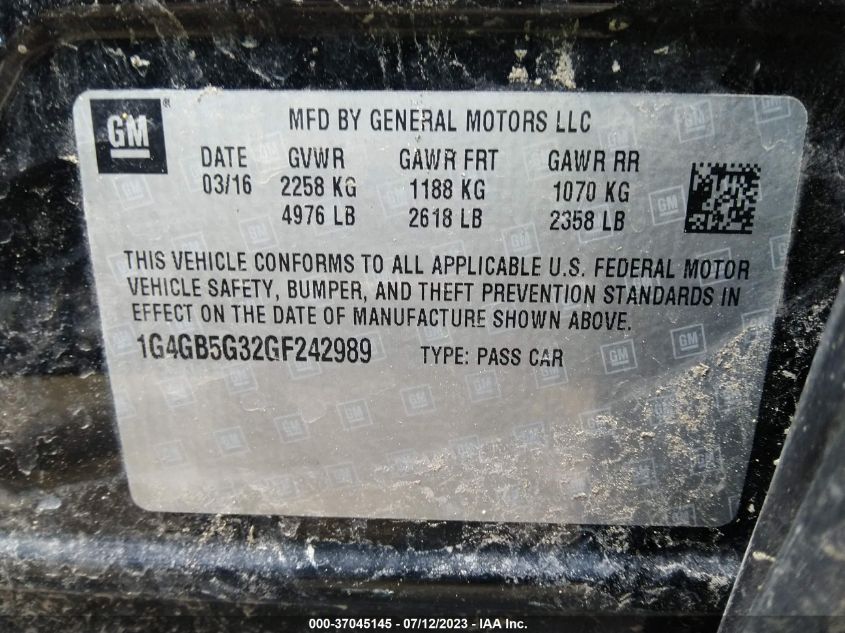 GM ®
MFD BY GENERAL MOTORS LLC
DATE GVWR GAWR FRT GAWR RR
03/16 2258 KG 1188 KG 1070 KG
4976 LB 2618 LB 2358 LB
THIS VEHICLE CONFORMS TO ALL APPLICABLE U.S. FEDERAL MOTOR
VEHICLE SAFETY, BUMPER, AND THEFT PREVENTION STANDARDS IN
EFFECT ON THE DATE OF MANUFACTURE SHOWN ABOVE.
1G4GB5G32GF242989 TYPE: PASS CAR
000-37045145 - 07/12/2023 - IAA, Inc.